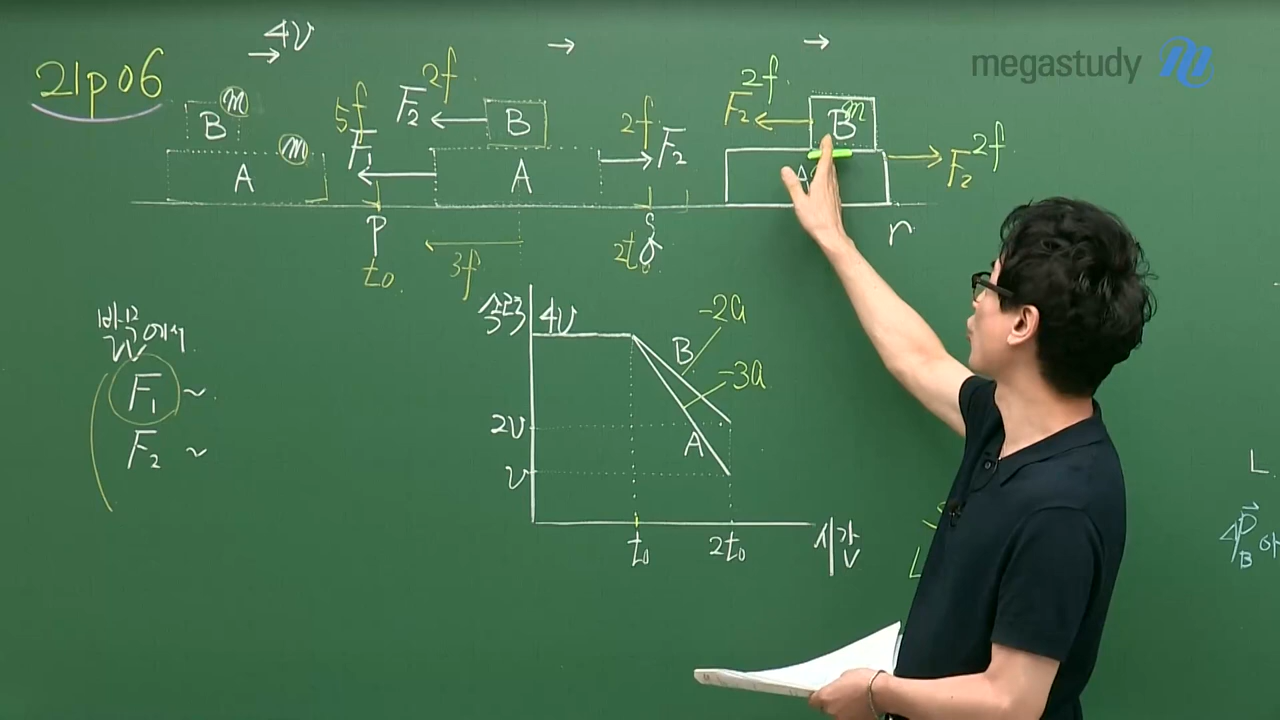 megastudy
21p06
→ 4v → →
B m
m
A
5f
F₁
F₂ 2f
B
A
2f
F₂
2f
F₂
B m
A
2f
F₂
P
t₀
3f
q
2t₀
r
바닥에서
F₁ ~
F₂ ~
속력
4v
2v
v
B
A
-2a
-3a
t₀
2t₀
시간
L
P
B